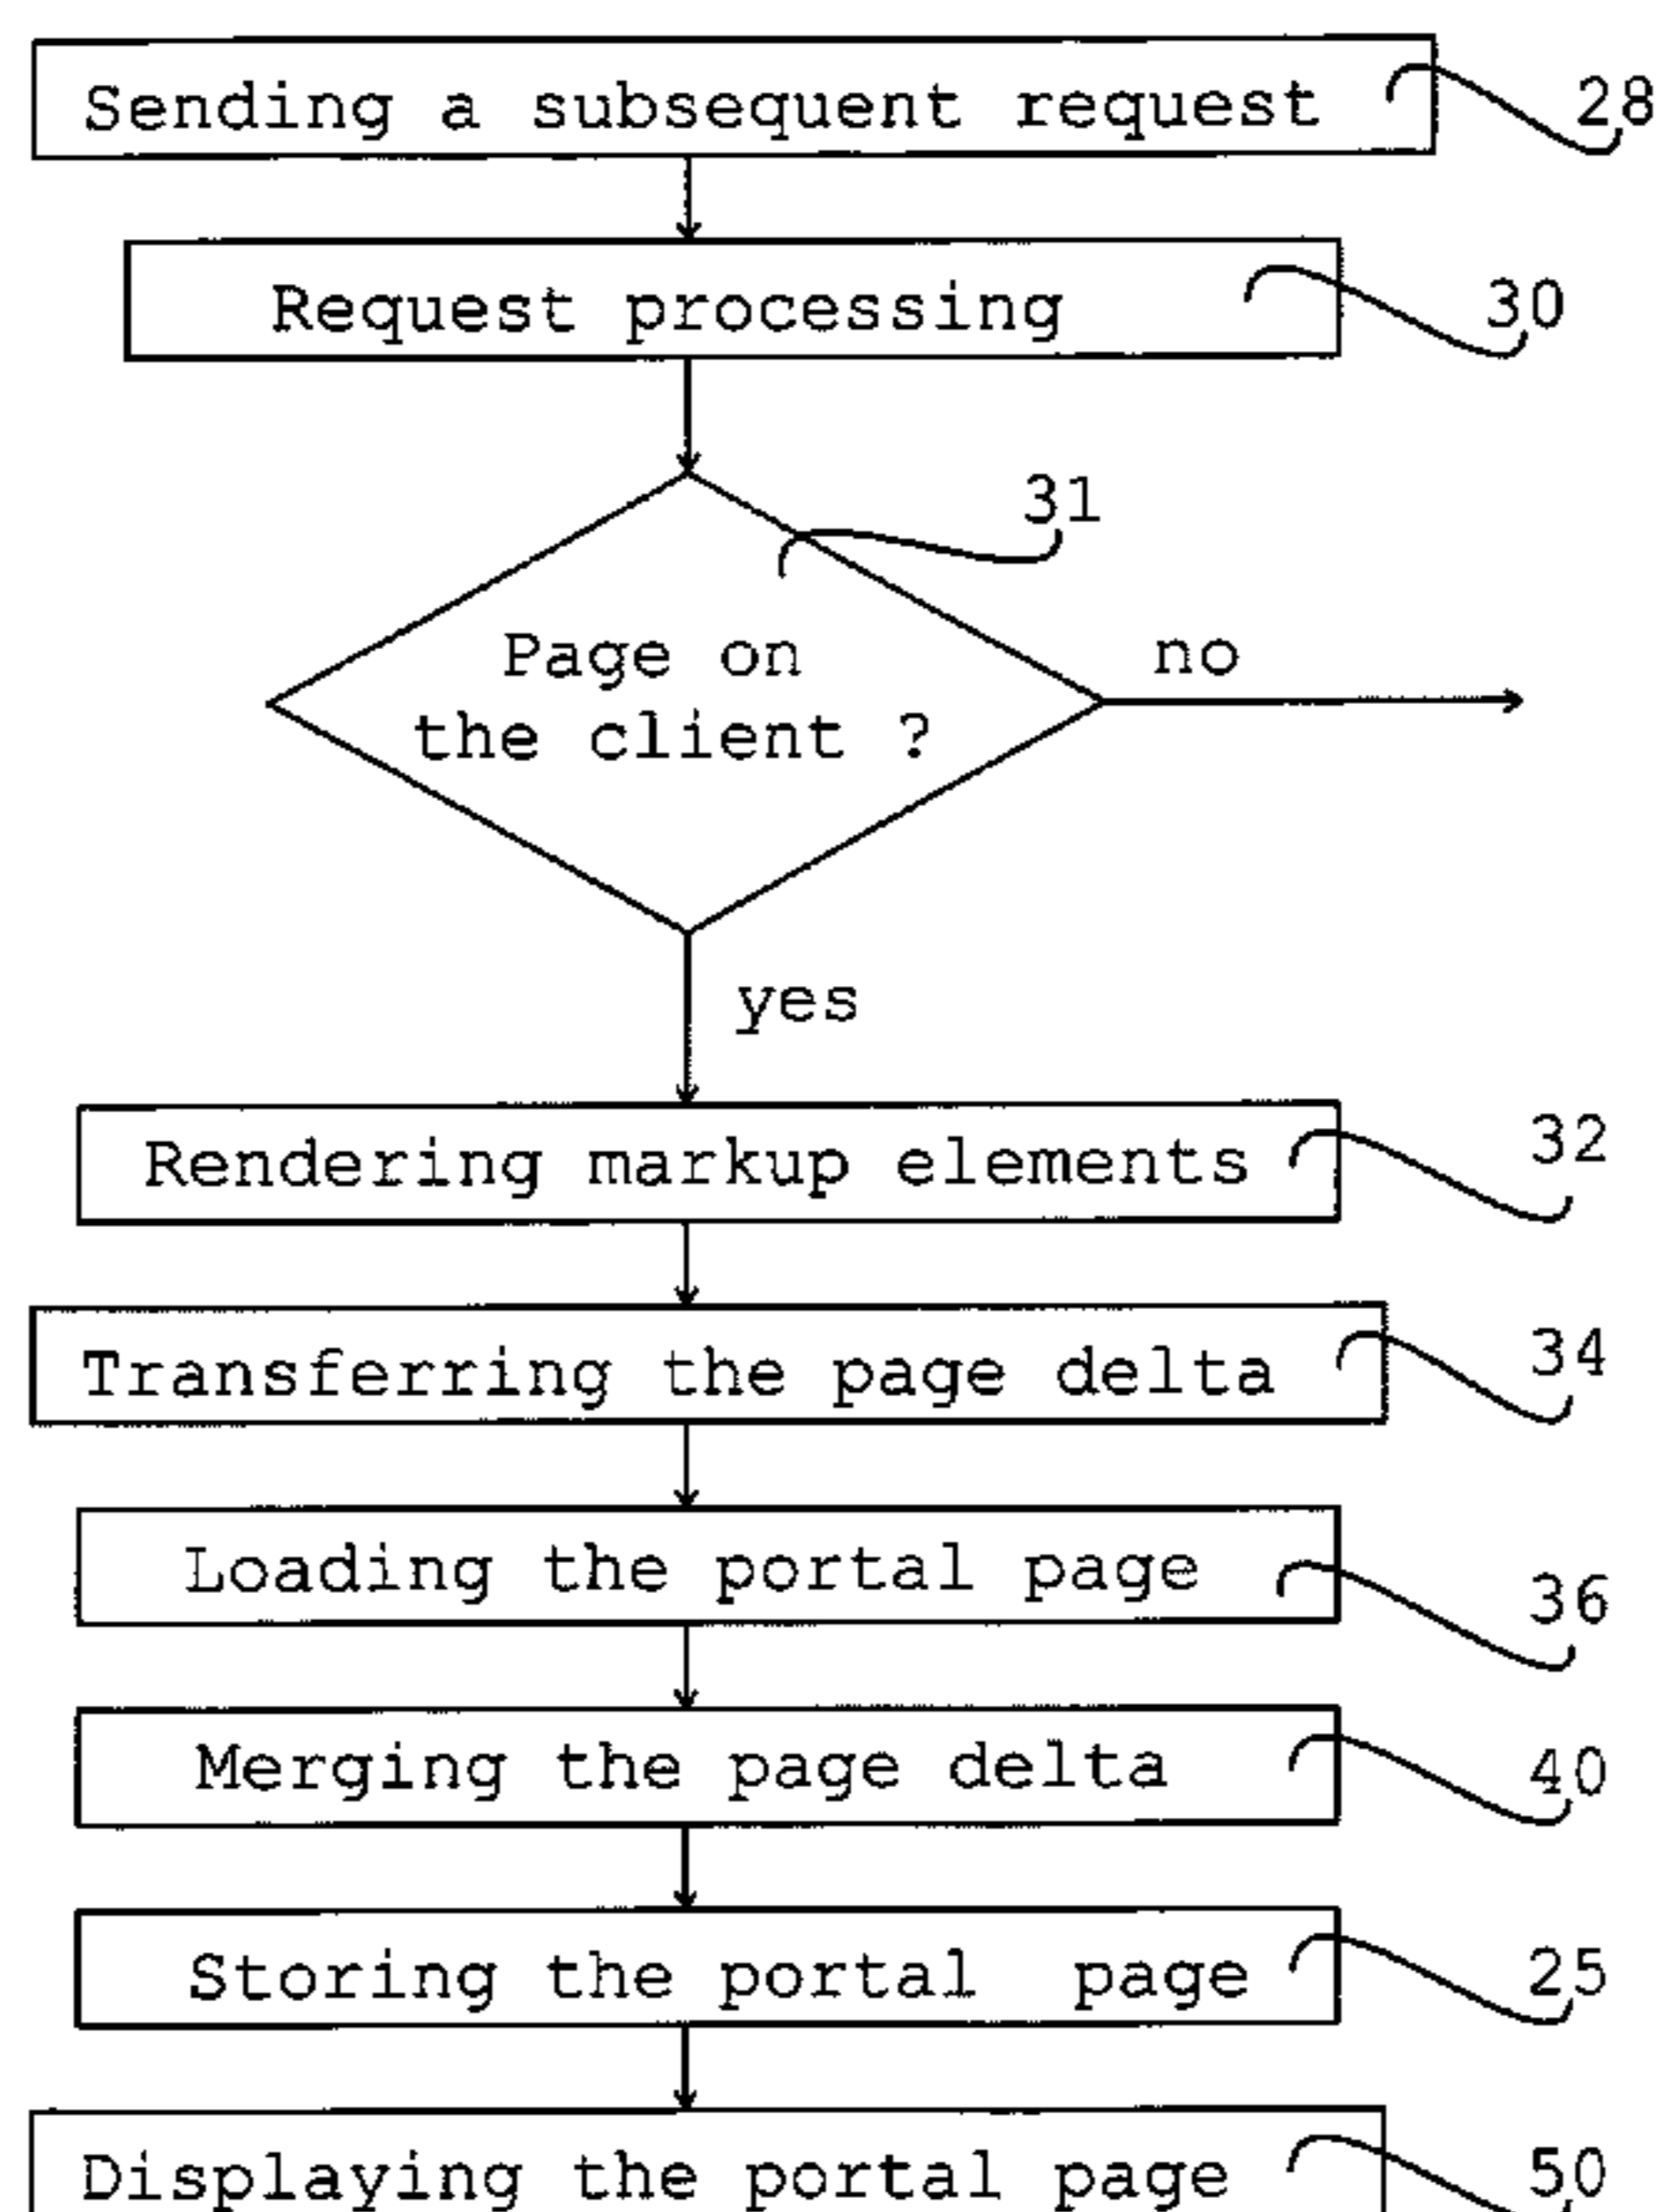 Sending a subsequent request 28
Request processing 30
31
Page on
the client ?
no
yes
Rendering markup elements 32
Transferring the page delta 34
Loading the portal page 36
Merging the page delta 40
Storing the portal page 25
Displaying the portal page 50